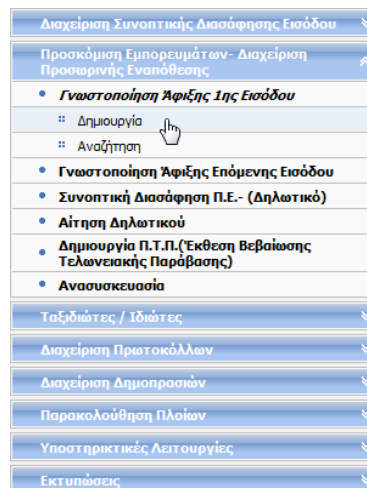 Διαχείριση Συνοπτικής Διασάφησης Εισόδου
Προσκόμιση Εμπορευμάτων- Διαχείριση
Προσωρινής Εναπόθεσης
Γνωστοποίηση Άφιξης 1ης Εισόδου
Δημιουργία
Αναζήτηση
Γνωστοποίηση Άφιξης Επόμενης Εισόδου
Συνοπτική Διασάφηση Π.Ε.- (Δηλωτικό)
Αίτηση Δηλωτικού
Δημιουργία Π.Τ.Π.(Έκθεση Βεβαίωσης
Τελωνειακής Παράβασης)
Ανασυσκευασία
Ταξιδιώτες / Ιδιώτες
Διαχείριση Πρωτοκόλλων
Διαχείριση Δημοπρασιών
Παρακολούθηση Πλοίων
Υποστηρικτικές Λειτουργίες
Εκτυπώσεις